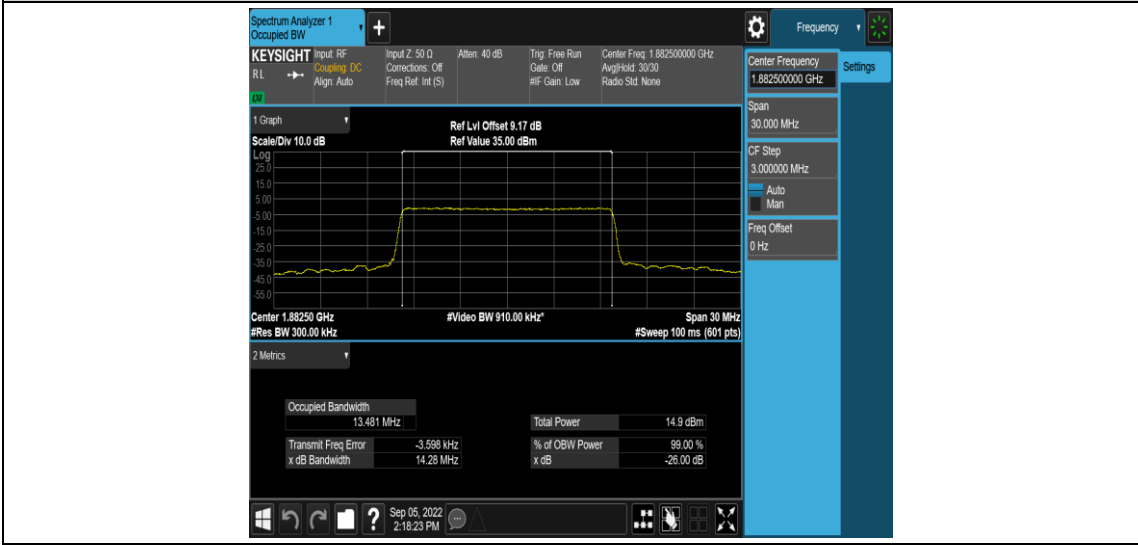 Spectrum Analyzer 1
Occupied BW
+
Frequency
KEYSIGHT
RL
LM
Input: RF
Coupling: DC
Align: Auto
Input Z: 50 Ω
Corrections: Off
Freq Ref: Int (S)
Atten: 40 dB
Trig: Free Run
Gate: Off
#IF Gain: Low
Center Freq: 1.882500000 GHz
Avg|Hold: 30/30
Radio Std: None
Center Frequency
1.882500000 GHz
Settings
Span
30.000 MHz
CF Step
3.000000 MHz
Auto
Man
Freq Offset
0 Hz
1 Graph
Scale/Div 10.0 dB
Ref Lvl Offset 9.17 dB
Ref Value 35.00 dBm
Log
25.0
15.0
5.00
-5.00
-15.0
-25.0
-35.0
-45.0
-55.0
Center 1.88250 GHz
#Video BW 910.00 kHz*
Span 30 MHz
#Res BW 300.00 kHz
#Sweep 100 ms (601 pts)
2 Metrics
Occupied Bandwidth
13.481 MHz
Total Power 14.9 dBm
Transmit Freq Error -3.598 kHz
% of OBW Power 99.00 %
x dB Bandwidth 14.28 MHz
x dB -26.00 dB
?
Sep 05, 2022
2:18:23 PM